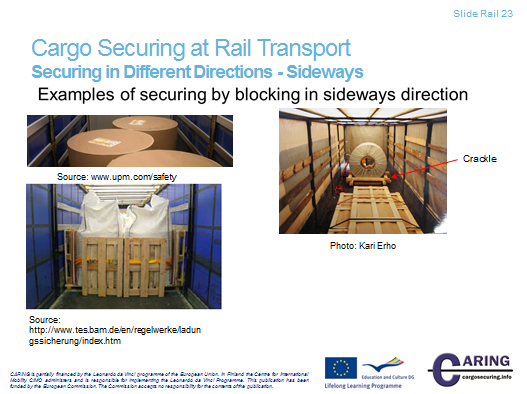 Slide Rail 23
Cargo Securing at Rail Transport
Securing in Different Directions - Sideways
Examples of securing by blocking in sideways direction
Crackle
Source: www.upm.com/safety
Photo: Kari Erho
Source:
http://www.tes.bam.de/en/regelwerke/ladun
gssicherung/index.htm
CARING is partially financed by the Leonardo da Vinci programme of the European Union. In Finland the Centre for International
Mobility CIMO administers and is responsible for implementing the Leonardo da Vinci Programme. This publication has been
funded by the European Commission. The Commission accepts no responsibility for the contents of the publication.
Education and Culture DG
Lifelong Learning Programme
CARING
cargosecuring.info